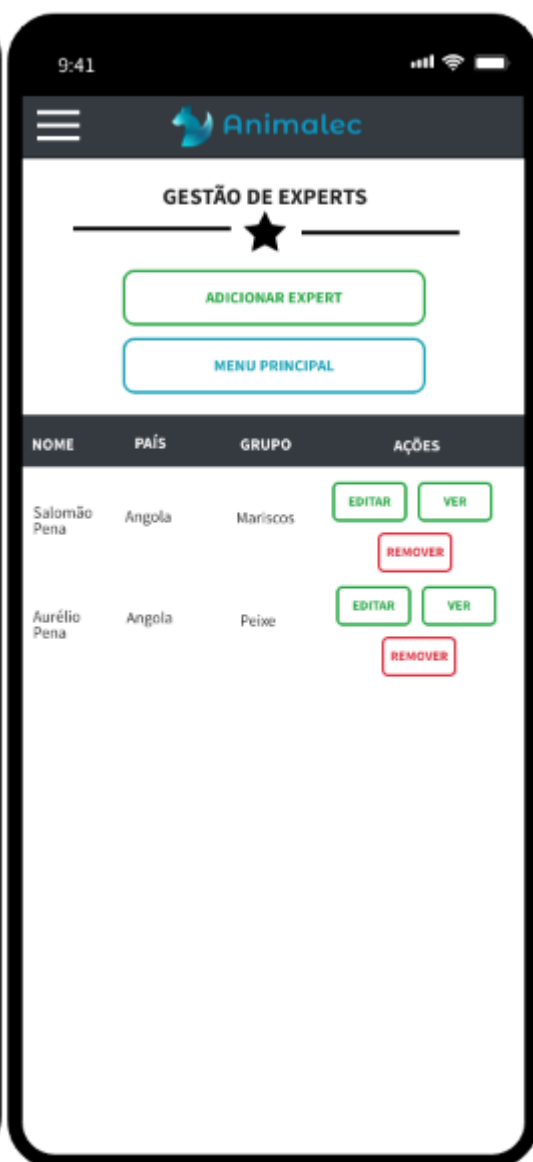 9:41
Animalec
GESTÃO DE EXPERTS
ADICIONAR EXPERT
MENU PRINCIPAL
NOME PAÍS GRUPO AÇÕES
Salomão Pena Angola Mariscos EDITAR VER
REMOVER
Aurélio Pena Angola Peixe EDITAR VER
REMOVER